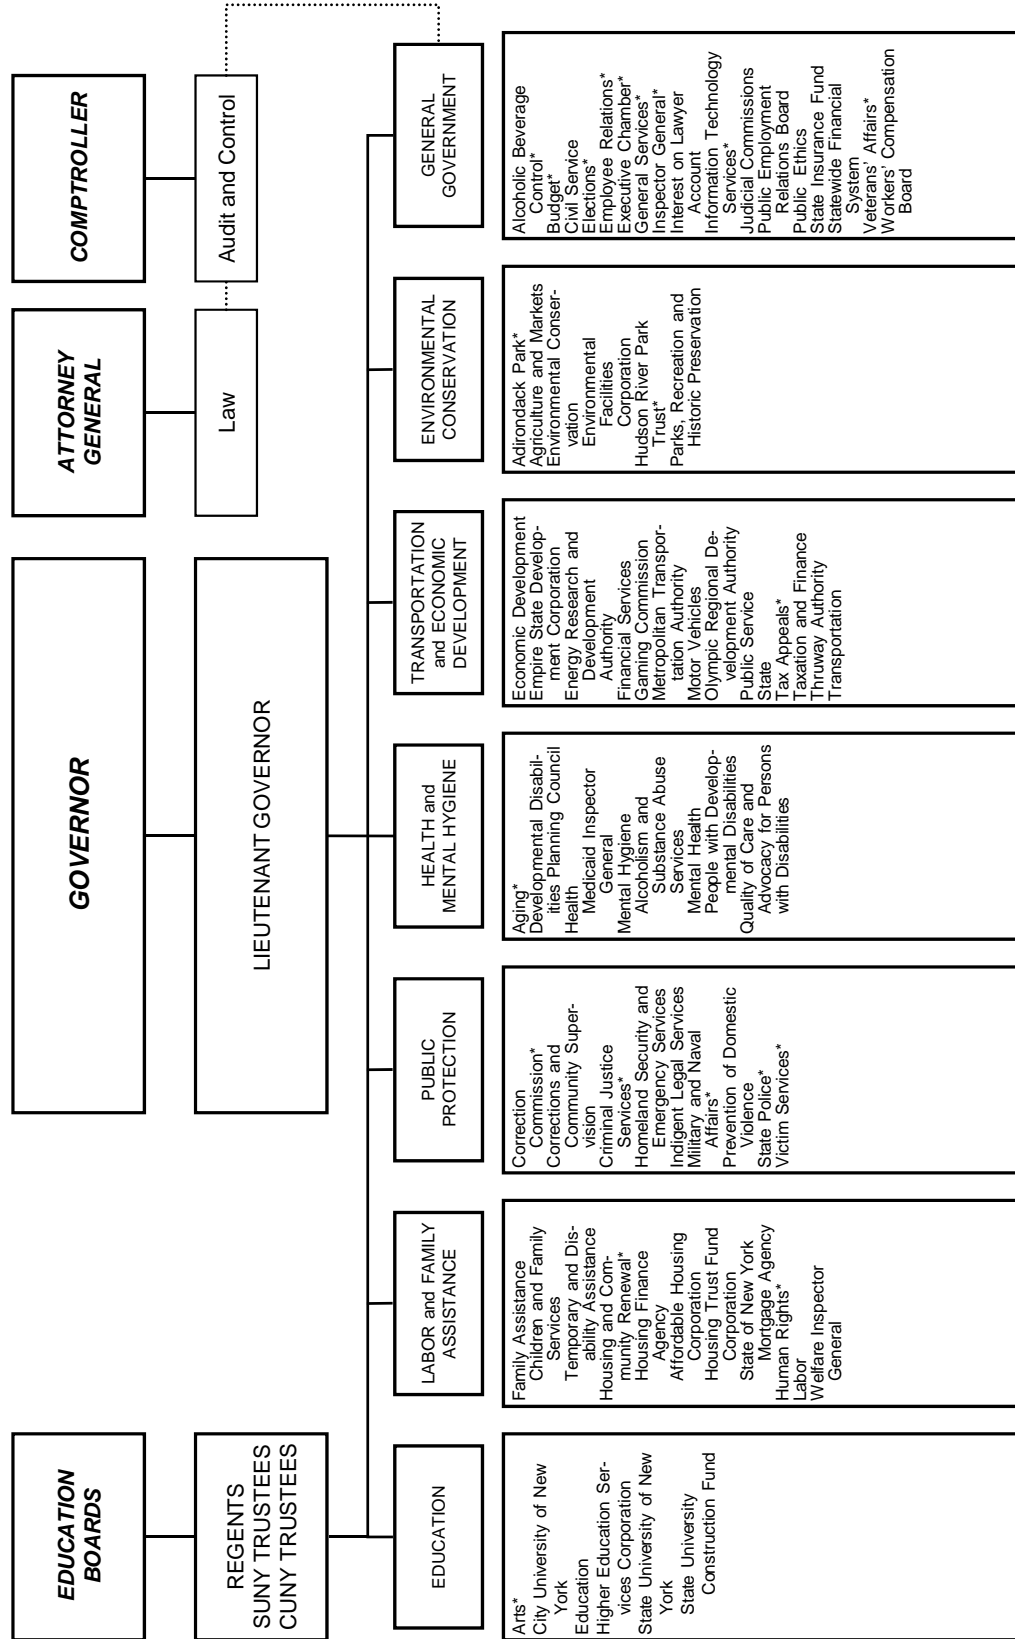 EDUCATION
BOARDS
GOVERNOR
ATTORNEY
GENERAL
COMPTROLLER
REGENTS
SUNY TRUSTEES
CUNY TRUSTEES
LIEUTENANT GOVERNOR
Law
Audit and Control
EDUCATION
LABOR and FAMILY
ASSISTANCE
PUBLIC
PROTECTION
HEALTH and
MENTAL HYGIENE
TRANSPORTATION
and ECONOMIC
DEVELOPMENT
ENVIRONMENTAL
CONSERVATION
GENERAL
GOVERNMENT
Arts*
City University of New
York
Education
Higher Education Ser-
vices Corporation
State University of New
York
State University
Construction Fund
Family Assistance
Children and Family
Services
Temporary and Dis-
ability Assistance
Housing and Com-
munity Renewal*
Housing Finance
Agency
Affordable Housing
Corporation
Housing Trust Fund
Corporation
State of New York
Mortgage Agency
Human Rights*
Labor
Welfare Inspector
General
Correction
Commission*
Corrections and
Community Super-
vision
Criminal Justice
Services*
Homeland Security and
Emergency Services
Indigent Legal Services
Military and Naval
Affairs*
Prevention of Domestic
Violence
State Police*
Victim Services*
Aging*
Developmental Disabil-
ities Planning Council
Health
Medicaid Inspector
General
Mental Hygiene
Alcoholism and
Substance Abuse
Services
Mental Health
People with Develop-
mental Disabilities
Quality of Care and
Advocacy for Persons
with Disabilities
Economic Development
Empire State Develop-
ment Corporation
Energy Research and
Development
Authority
Financial Services
Gaming Commission
Metropolitan Transpor-
tation Authority
Motor Vehicles
Olympic Regional De-
velopment Authority
Public Service
State
Tax Appeals*
Taxation and Finance
Thruway Authority
Transportation
Adirondack Park*
Agriculture and Markets
Environmental Conser-
vation
Environmental
Facilities
Corporation
Hudson River Park
Trust*
Parks, Recreation and
Historic Preservation
Alcoholic Beverage
Control*
Budget*
Civil Service
Elections*
Employee Relations*
Executive Chamber*
General Services*
Inspector General*
Interest on Lawyer
Account
Information Technology
Services*
Judicial Commissions
Public Employment
Relations Board
Public Ethics
State Insurance Fund
Statewide Financial
System
Veterans' Affairs*
Workers' Compensation
Board